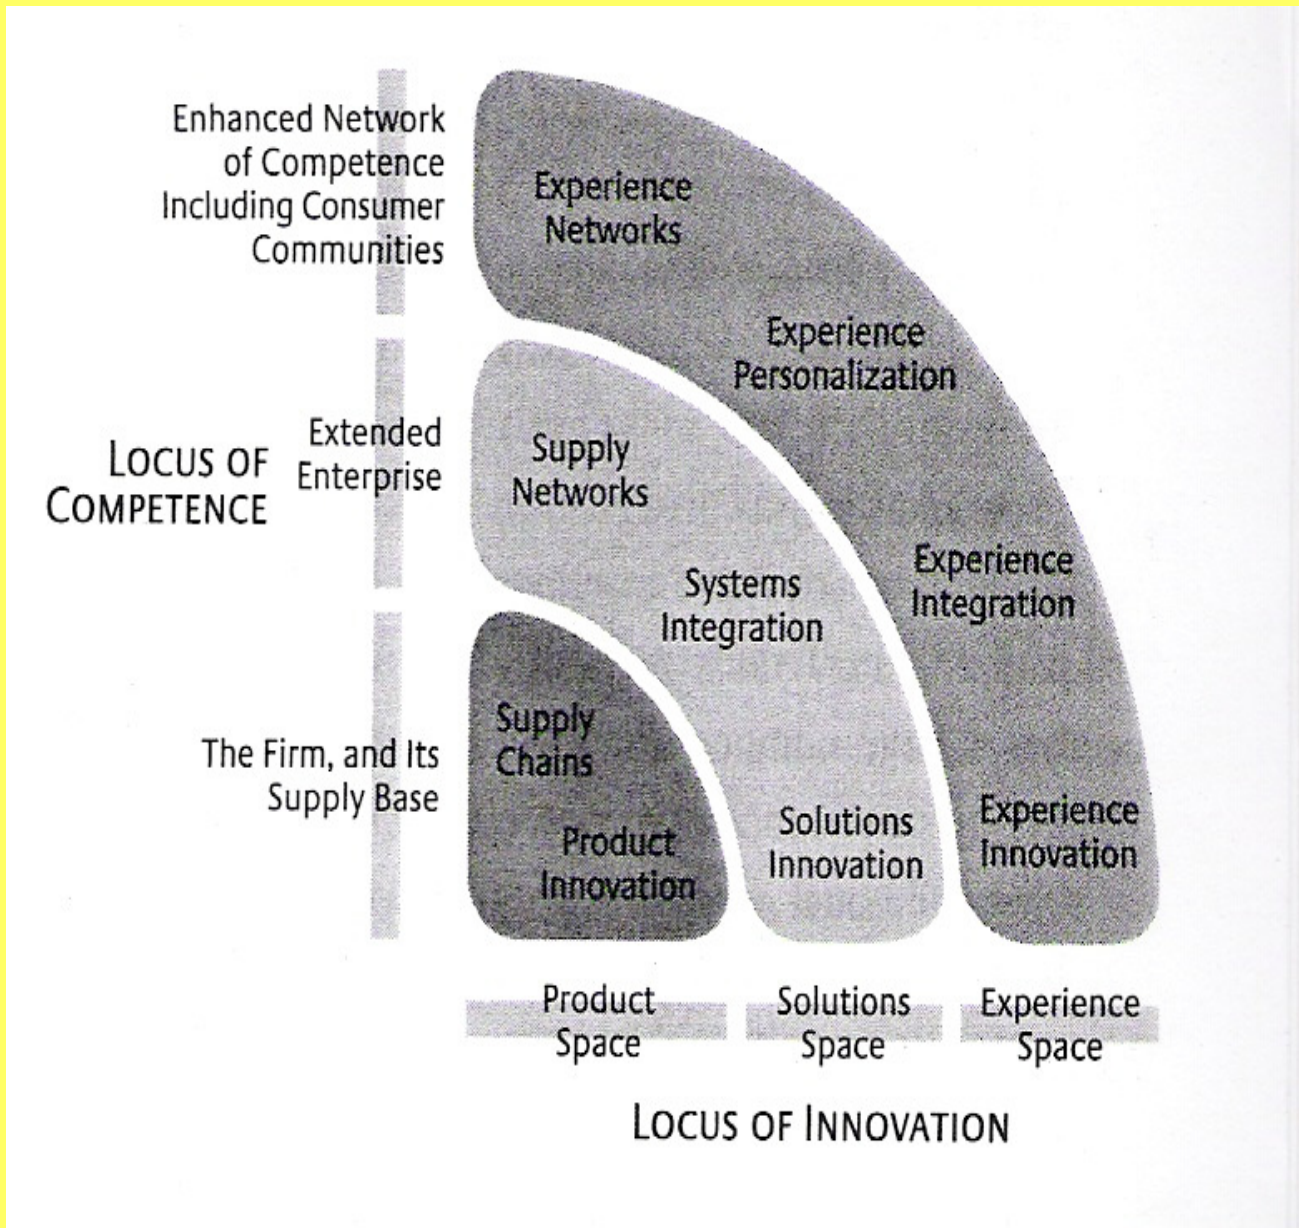 Enhanced Network
of Competence
Including Consumer
Communities
Experience
Networks
Experience
Personalization
LOCUS OF
COMPETENCE
Extended
Enterprise
Supply
Networks
Systems
Integration
Experience
Integration
The Firm, and Its
Supply Base
Supply
Chains
Product
Innovation
Solutions
Innovation
Experience
Innovation
Product
Space
Solutions
Space
Experience
Space
LOCUS OF INNOVATION